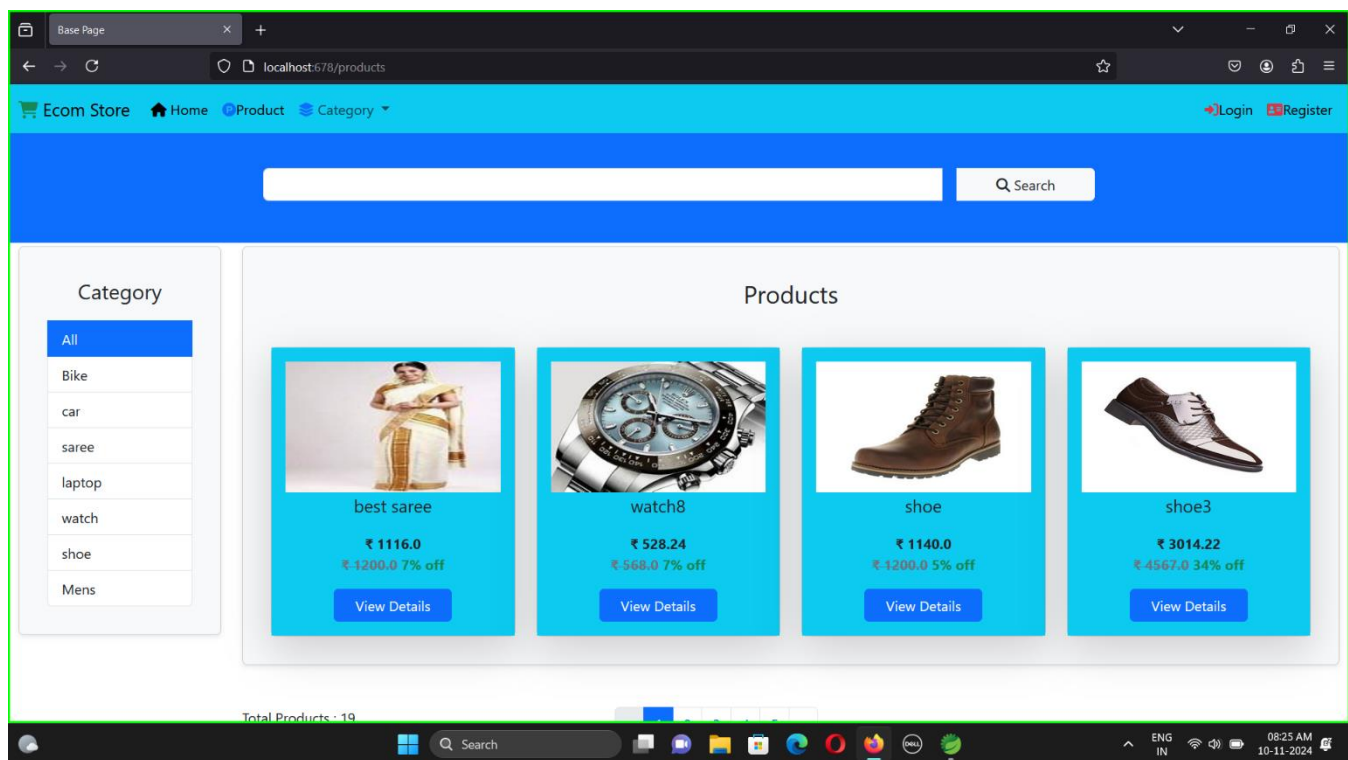 Base Page
localhost:678/products
Ecom Store Home Product Category Login Register
Search
Category
All
Bike
car
saree
laptop
watch
shoe
Mens
Products
best saree
₹ 1116.0
₹ 1200.0 7% off
View Details
watch8
₹ 528.24
₹ 568.0 7% off
View Details
shoe
₹ 1140.0
₹ 1200.0 5% off
View Details
shoe3
₹ 3014.22
₹ 4567.0 34% off
View Details
Total Products : 19
Search
DELL
ENG
IN
08:25 AM
10-11-2024